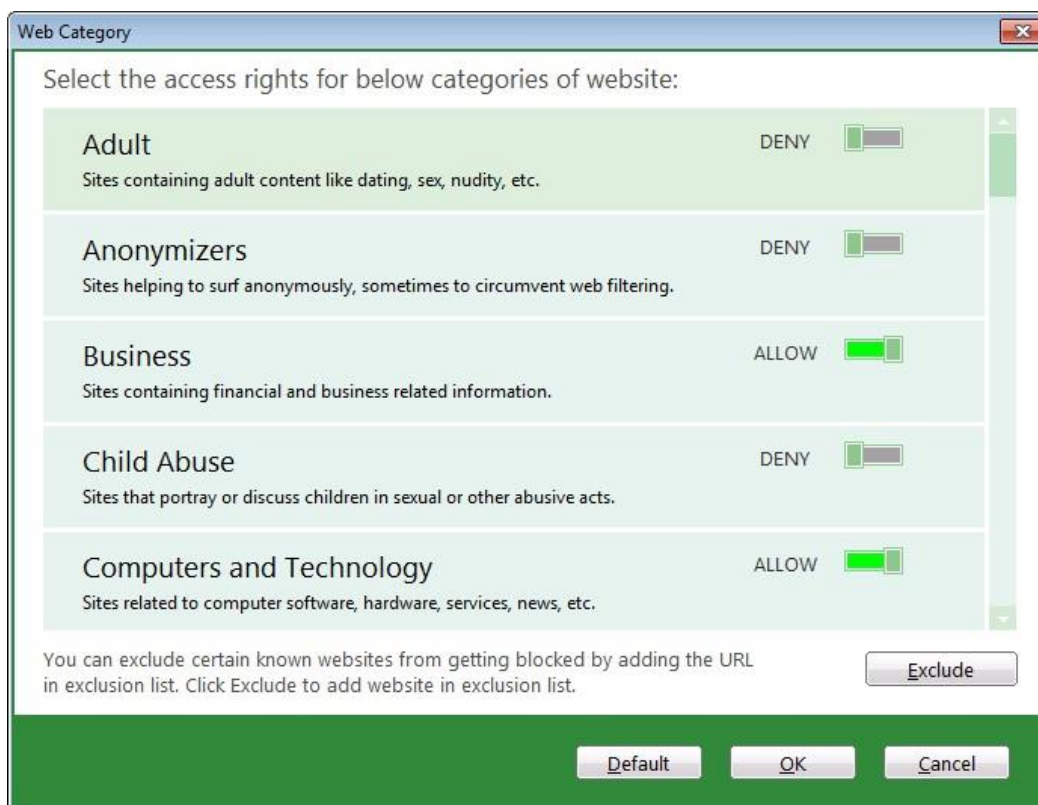 Web Category
Select the access rights for below categories of website:
Adult
DENY
Sites containing adult content like dating, sex, nudity, etc.
Anonymizers
DENY
Sites helping to surf anonymously, sometimes to circumvent web filtering.
Business
ALLOW
Sites containing financial and business related information.
Child Abuse
DENY
Sites that portray or discuss children in sexual or other abusive acts.
Computers and Technology
ALLOW
Sites related to computer software, hardware, services, news, etc.
You can exclude certain known websites from getting blocked by adding the URL
in exclusion list. Click Exclude to add website in exclusion list.
Exclude
Default
OK
Cancel